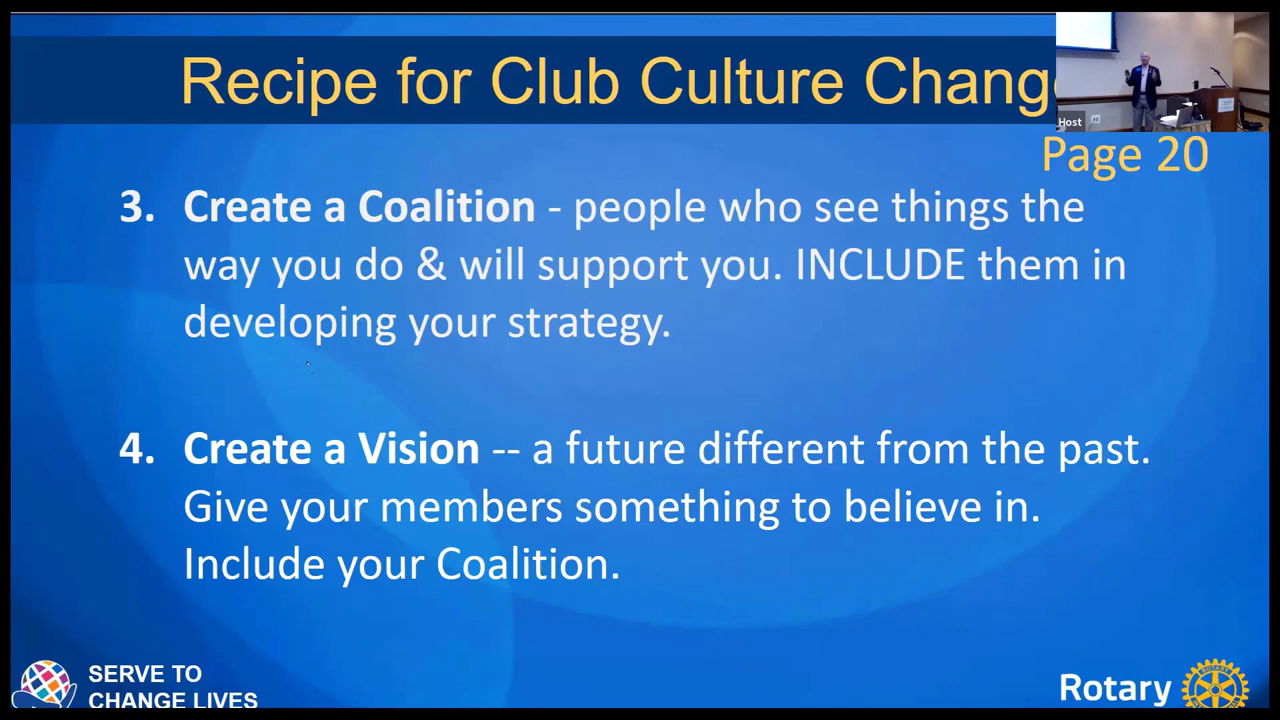 Recipe for Club Culture Chang
Host
Page 20
3. Create a Coalition - people who see things the
way you do & will support you. INCLUDE them in
developing your strategy.
4. Create a Vision -- a future different from the past.
Give your members something to believe in.
Include your Coalition.
SERVE TO
CHANGE LIVES
Rotary